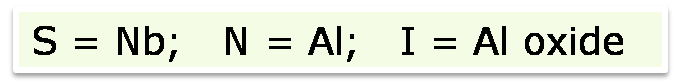 S = Nb; N = Al; I = Al oxide